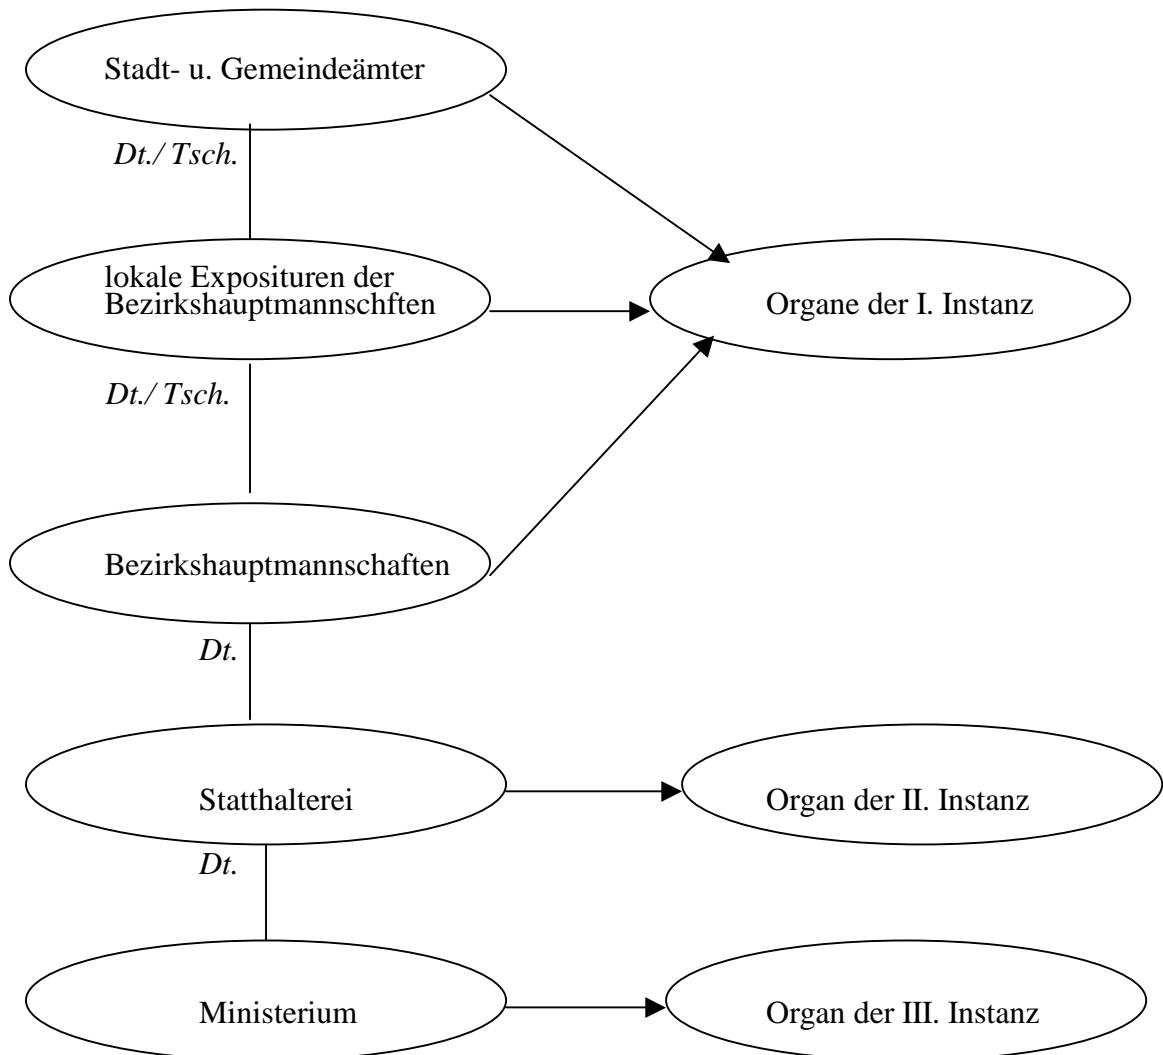 Stadt- u. Gemeindeämter
Dt./ Tsch.
lokale Exposituren der
Bezirkshauptmannschften
Organe der I. Instanz
Dt./ Tsch.
Bezirkshauptmannschaften
Dt.
Statthalterei
Organ der II. Instanz
Dt.
Ministerium
Organ der III. Instanz